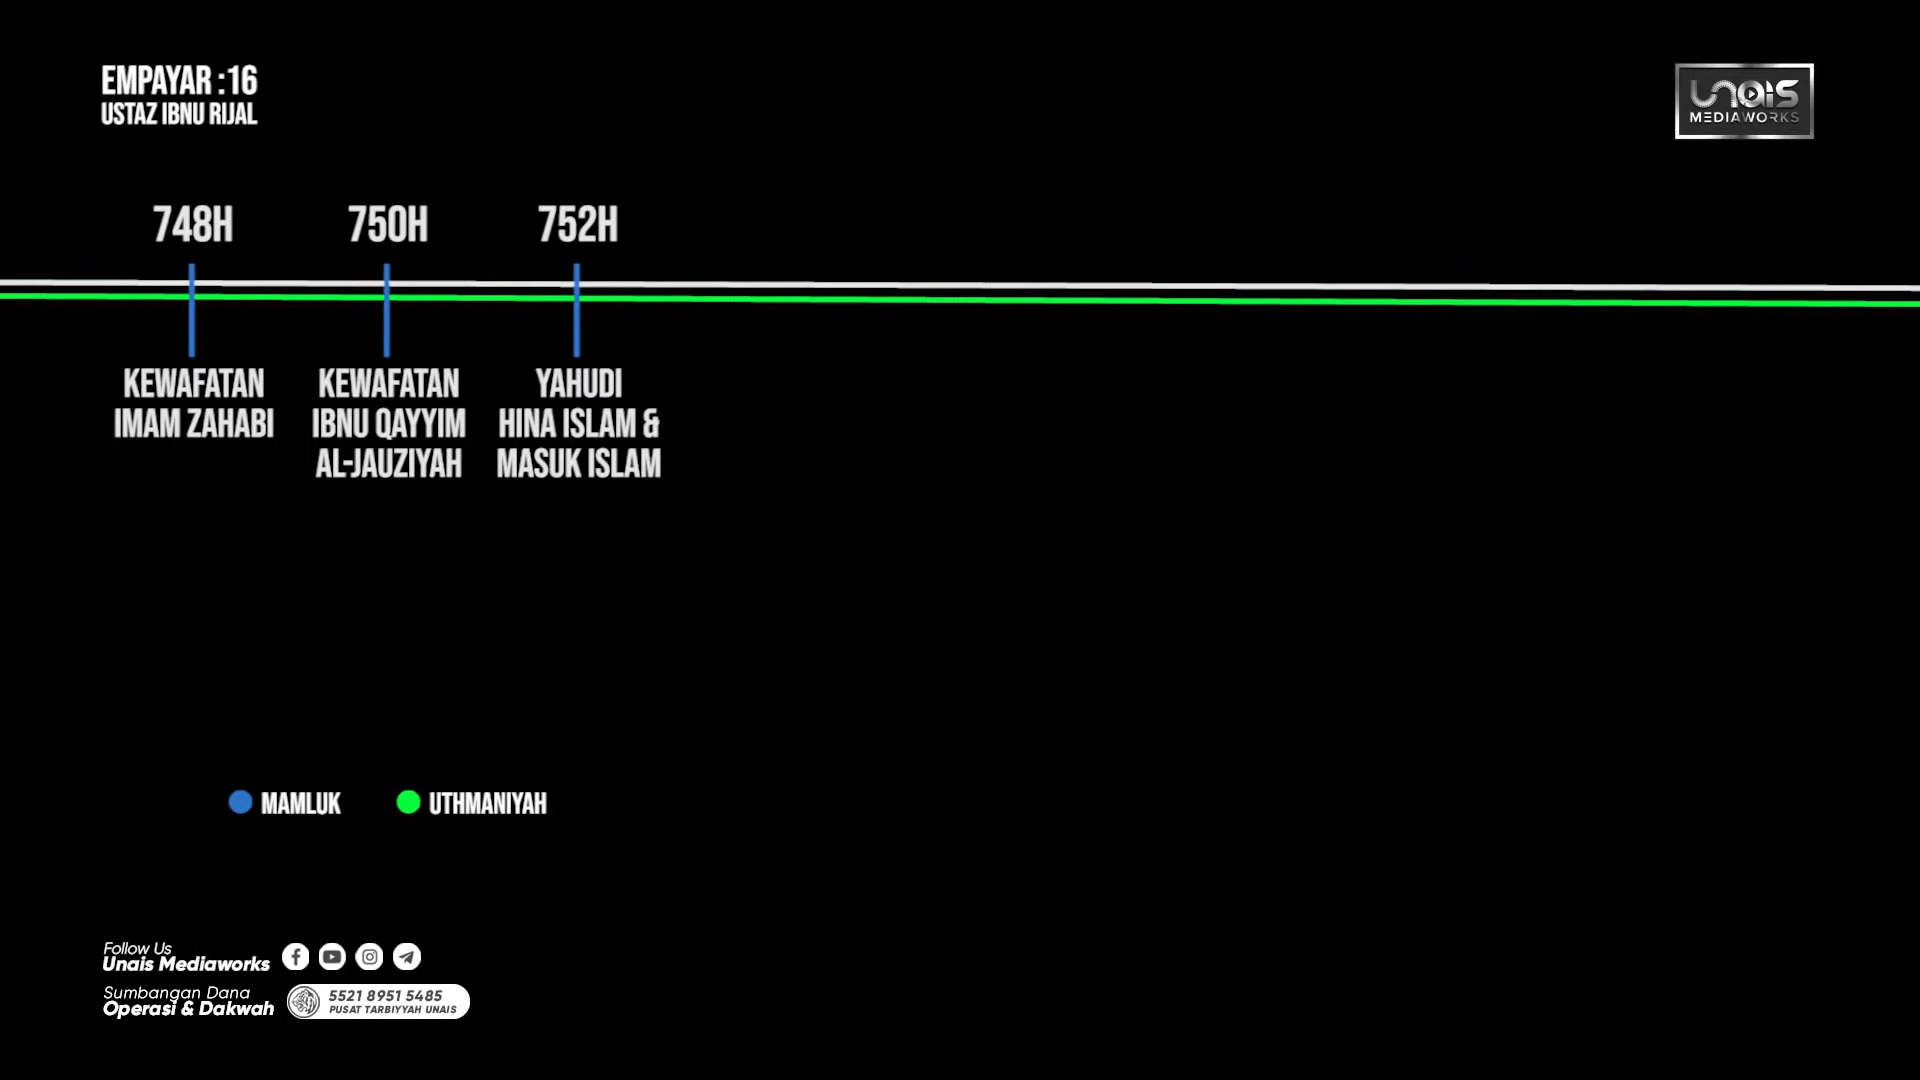 EMPAYAR :16
USTAZ IBNU RIJAL
UNAIS
MEDIAWORKS
748H
750H
752H
KEWAFATAN
IMAM ZAHABI
KEWAFATAN
IBNU QAYYIM
AL-JAUZIYAH
YAHUDI
HINA ISLAM &
MASUK ISLAM
MAMLUK
UTHMANIYAH
Follow Us
Unais Mediaworks
Sumbangan Dana
Operasi & Dakwah
5521 8951 5485
PUSAT TARBIYYAH UNAIS